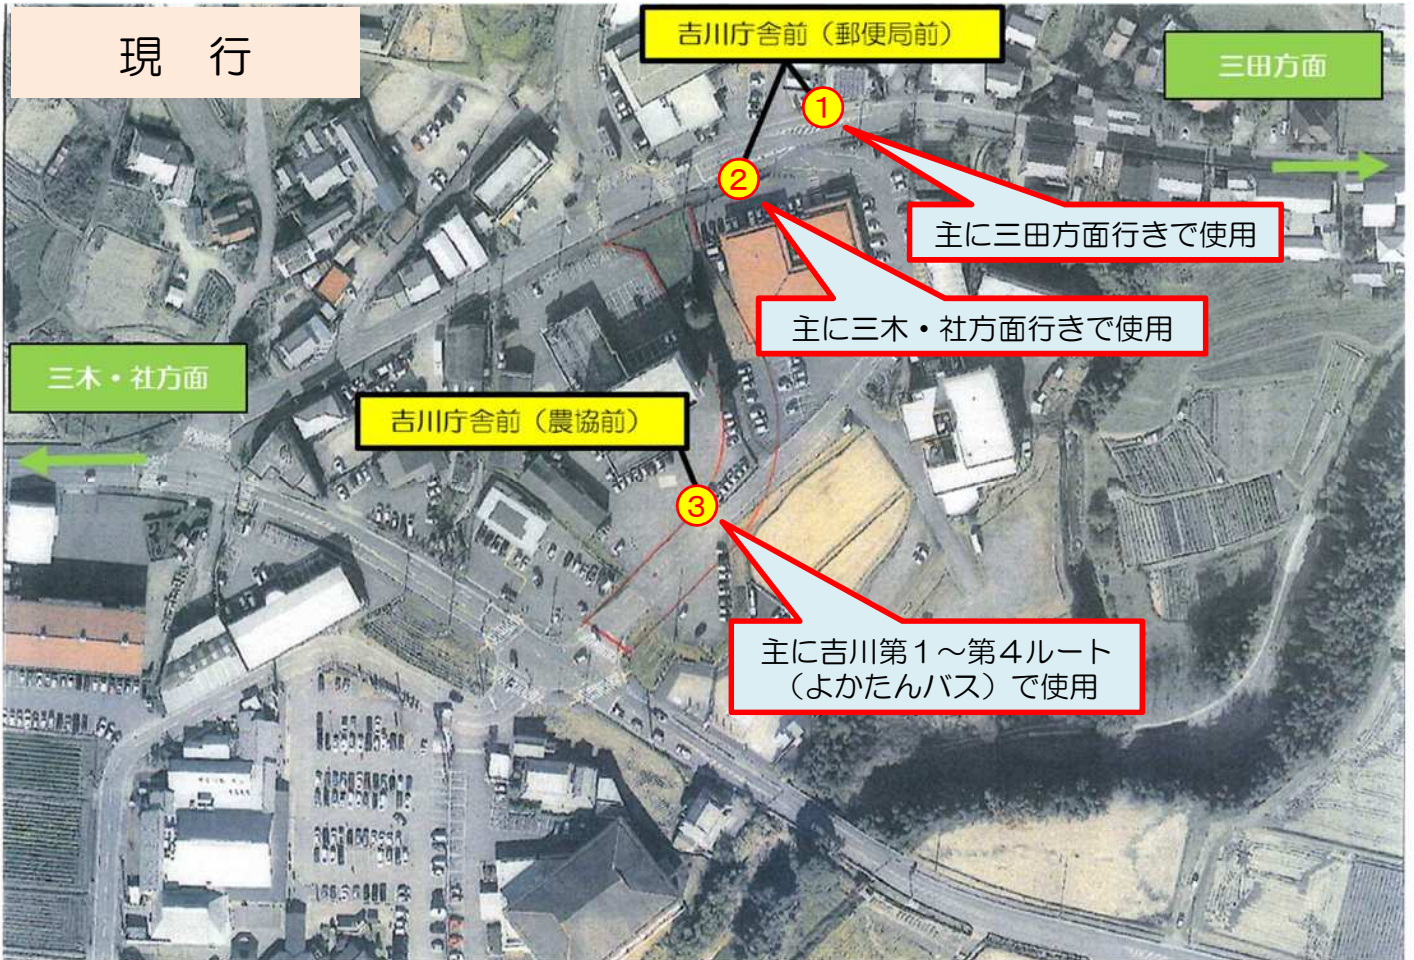 現　行
吉川庁舎前（郵便局前）
三田方面
①
②
主に三田方面行きで使用
主に三木・社方面行きで使用
三木・社方面
吉川庁舎前（農協前）
③
主に吉川第１～第４ルート
（よかたんバス）で使用